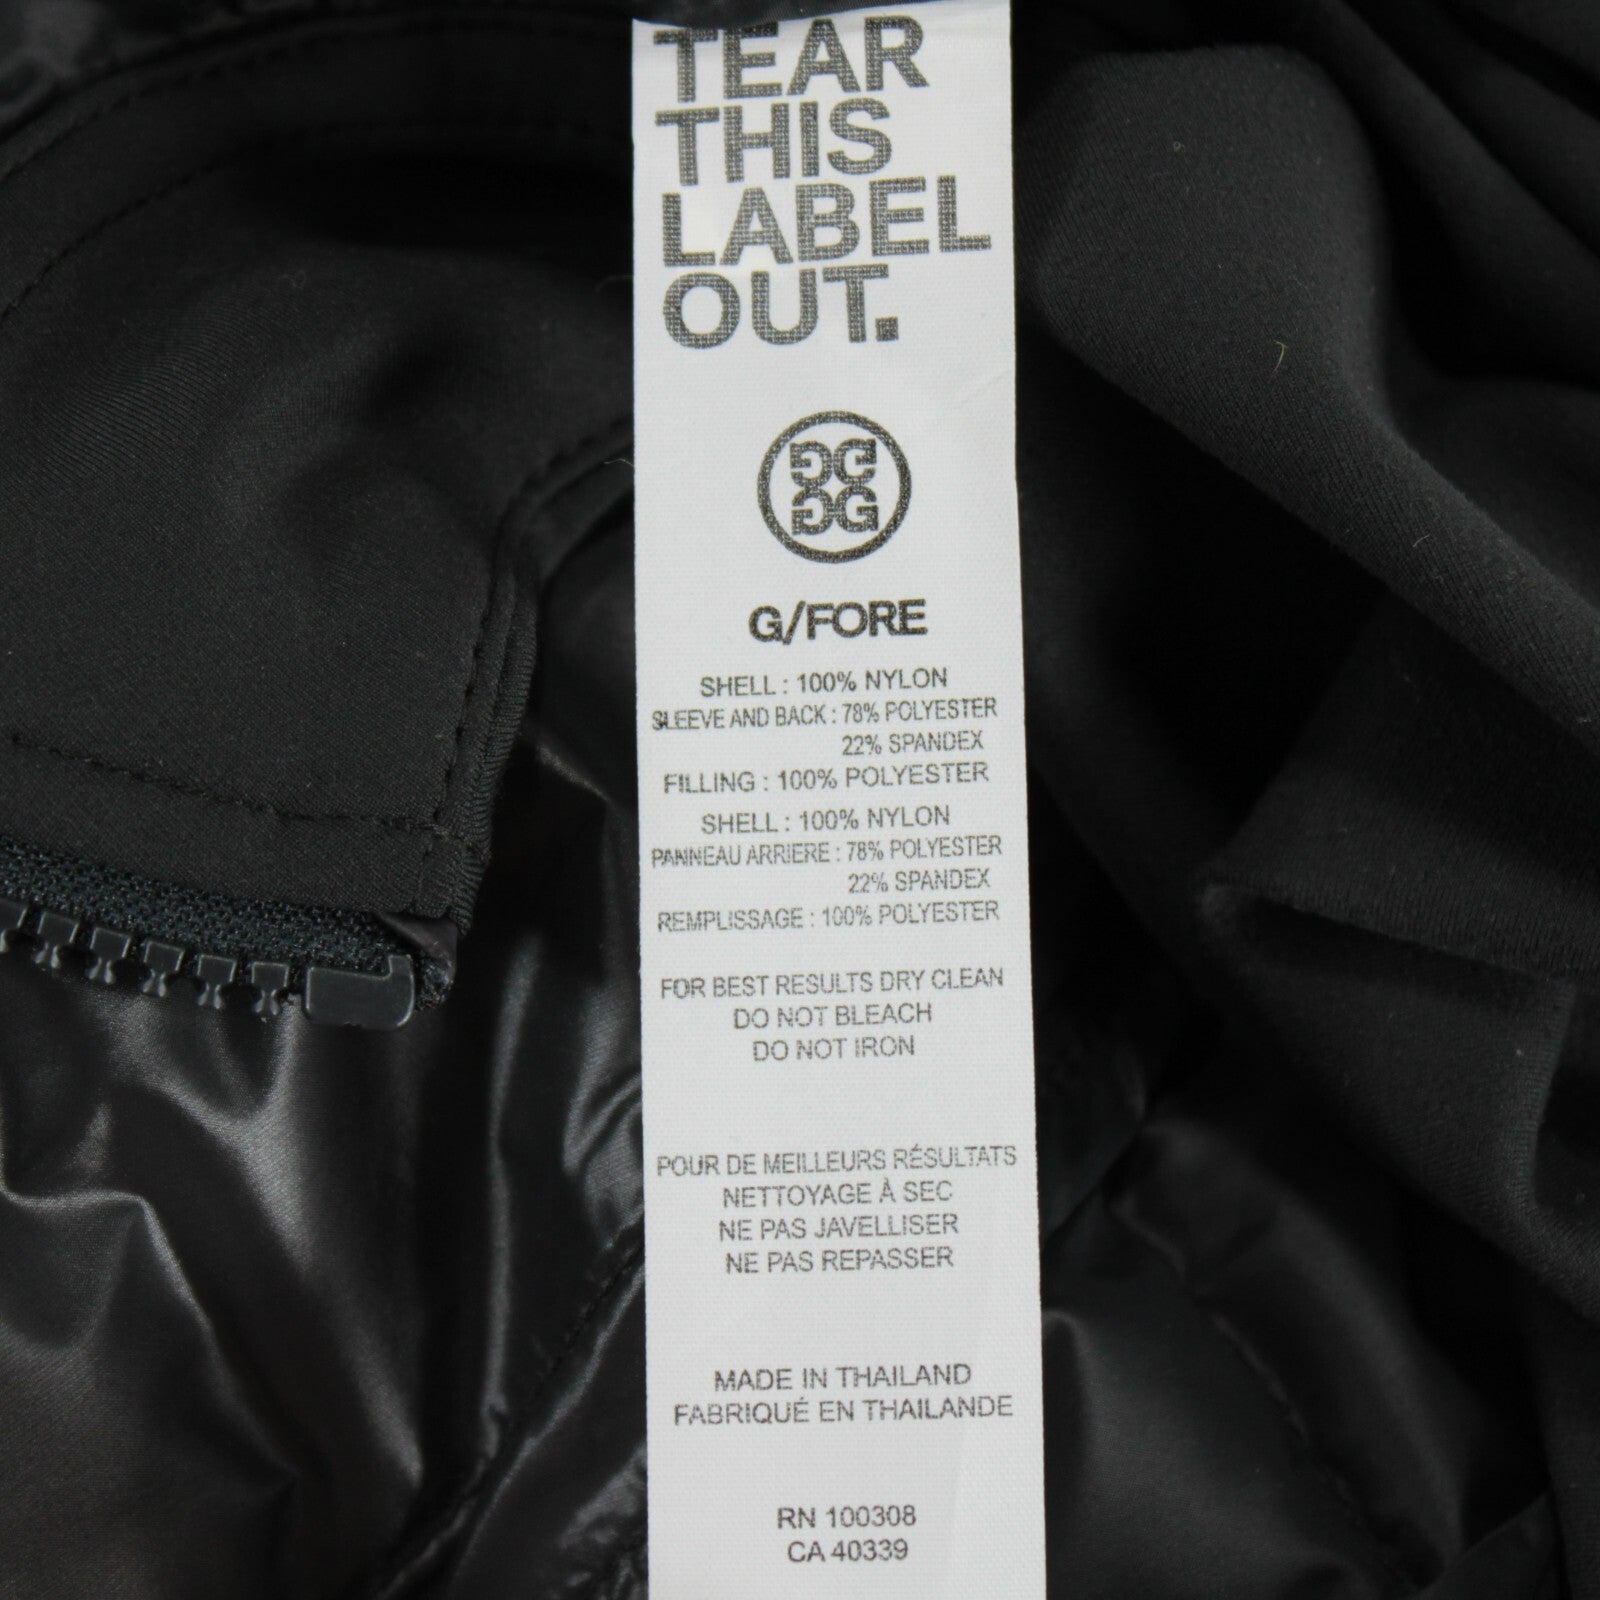 TEAR
THIS
LABEL
OUT.
G/FORE
SHELL : 100% NYLON
SLEEVE AND BACK : 78% POLYESTER
22% SPANDEX
FILLING : 100% POLYESTER
SHELL : 100% NYLON
PANNEAU ARRIERE : 78% POLYESTER
22% SPANDEX
REMPLISSAGE : 100% POLYESTER
FOR BEST RESULTS DRY CLEAN
DO NOT BLEACH
DO NOT IRON
POUR DE MEILLEURS RÉSULTATS
NETTOYAGE À SEC
NE PAS JAVELLISER
NE PAS REPASSER
MADE IN THAILAND
FABRIQUÉ EN THAILANDE
RN 100308
CA 40339